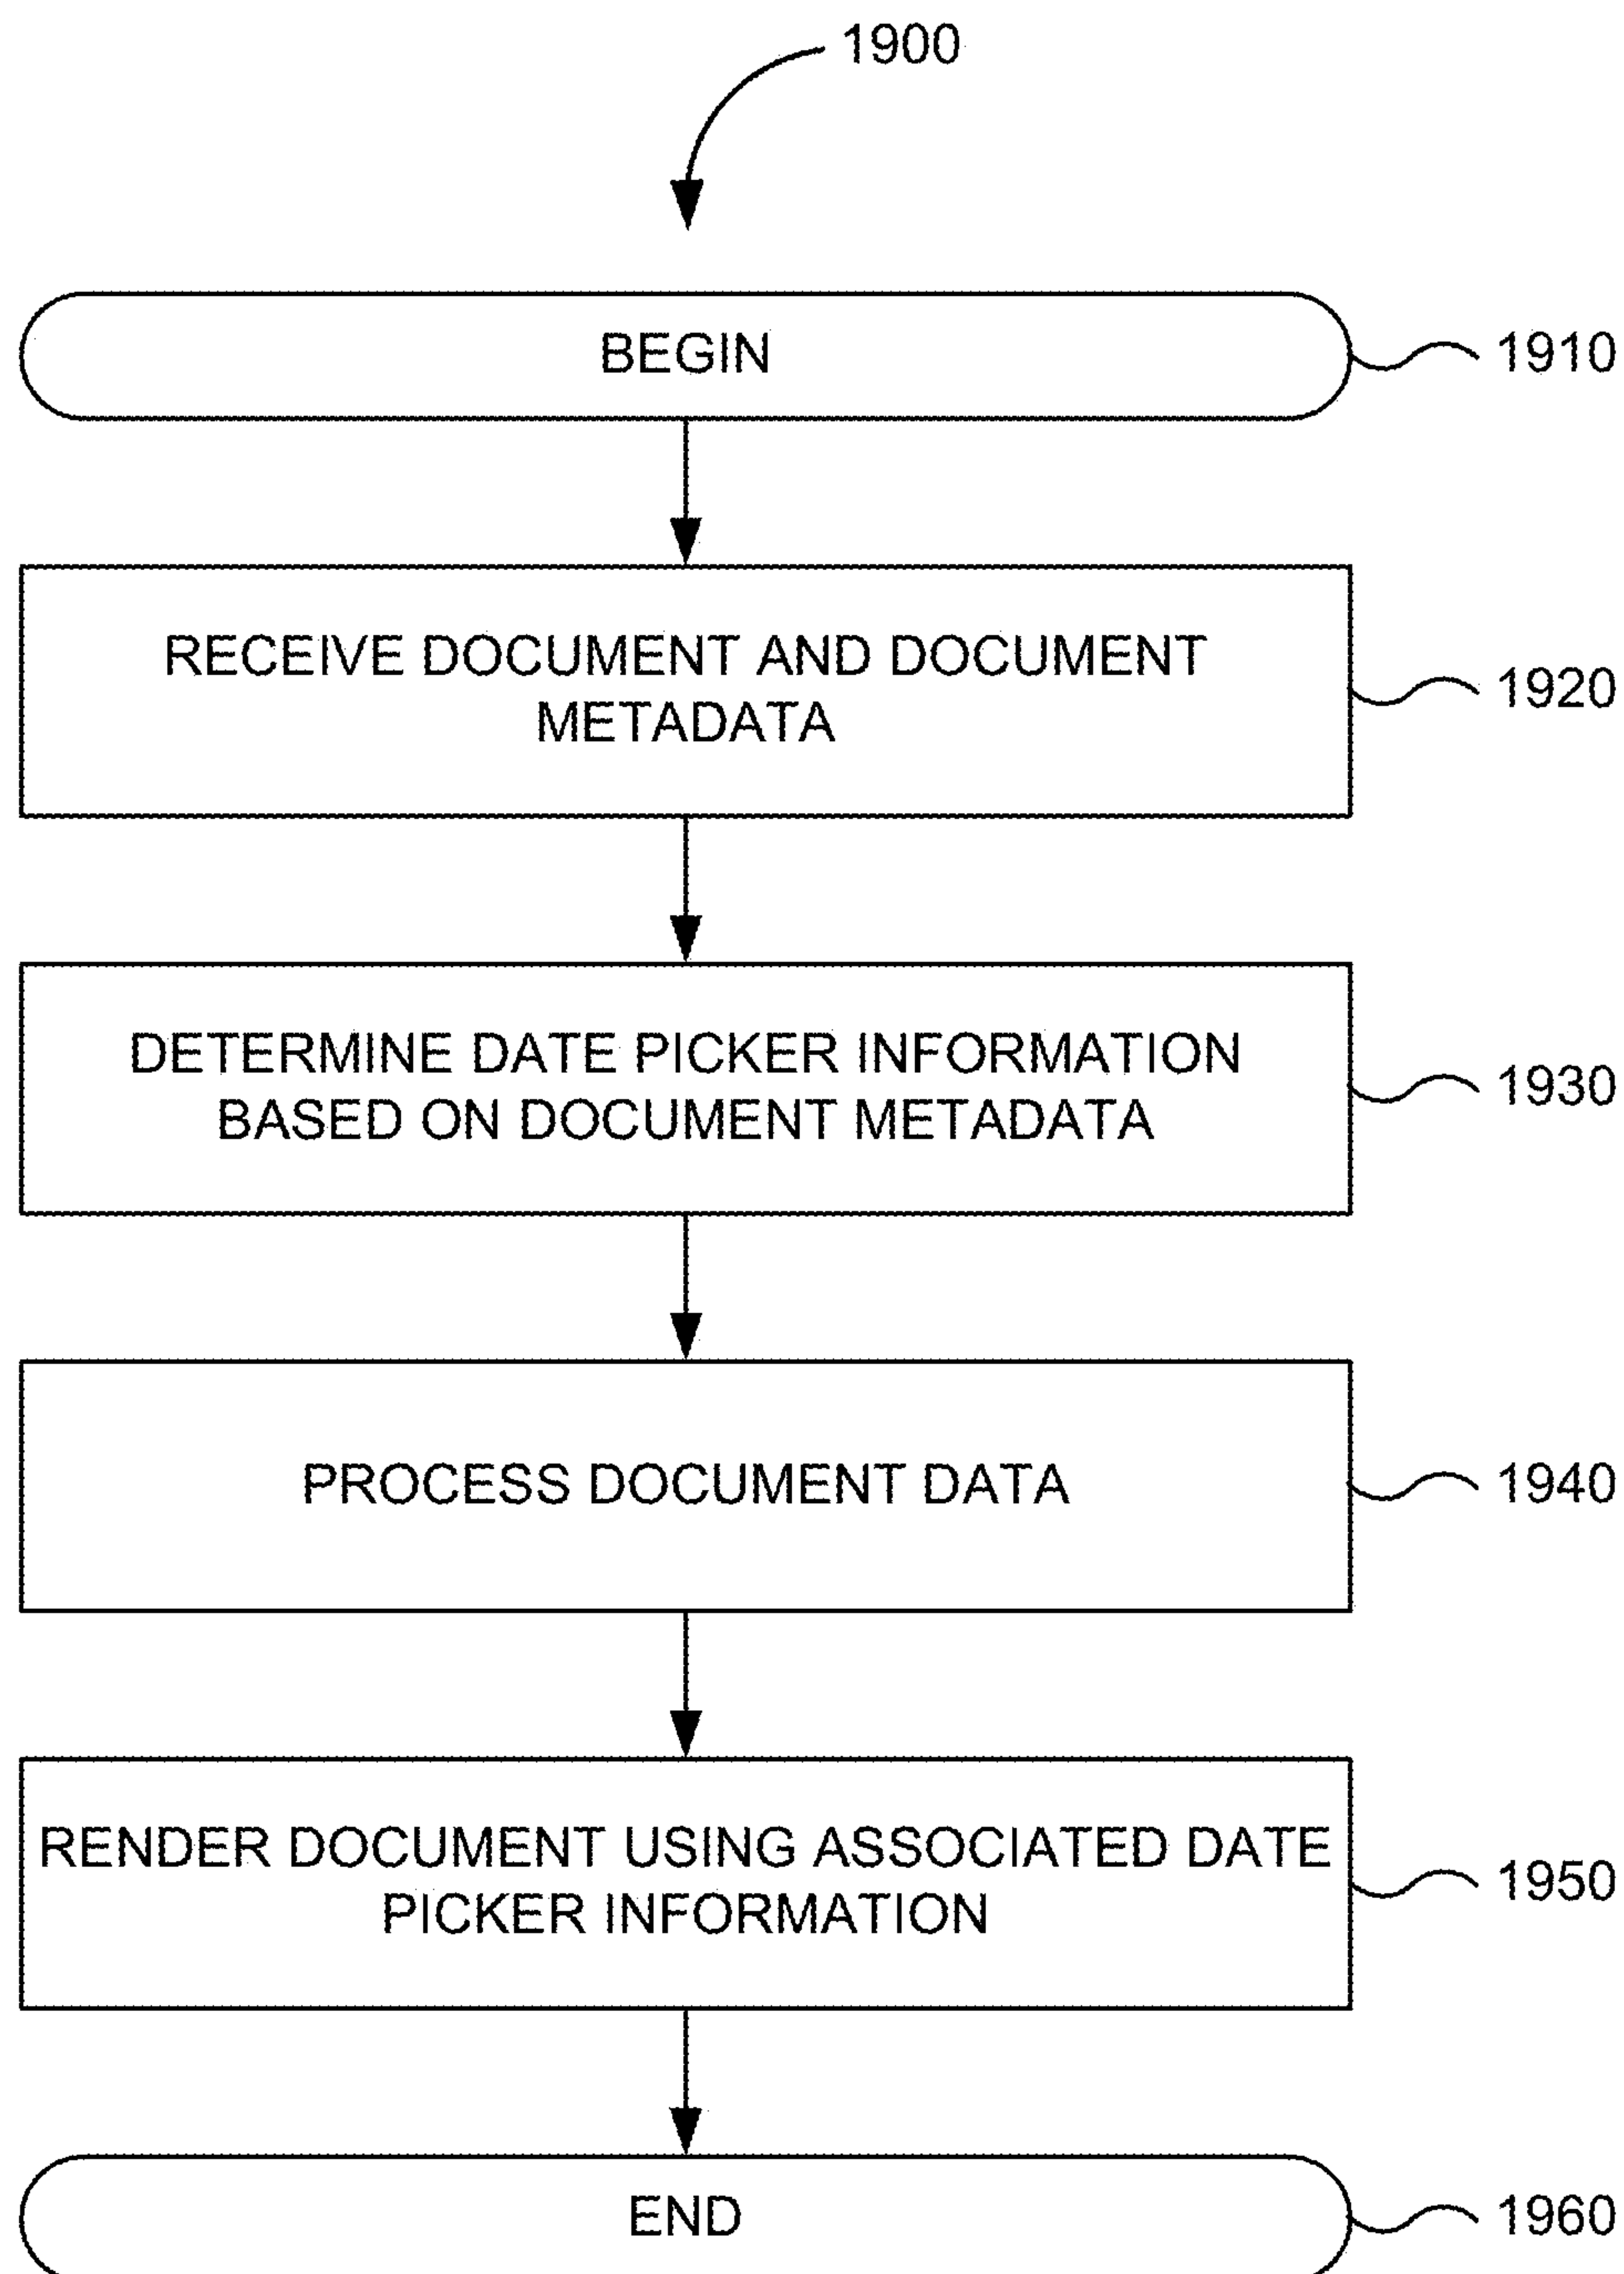 1900
BEGIN
1910
RECEIVE DOCUMENT AND DOCUMENT
METADATA
1920
DETERMINE DATE PICKER INFORMATION
BASED ON DOCUMENT METADATA
1930
PROCESS DOCUMENT DATA
1940
RENDER DOCUMENT USING ASSOCIATED DATE
PICKER INFORMATION
1950
END
1960